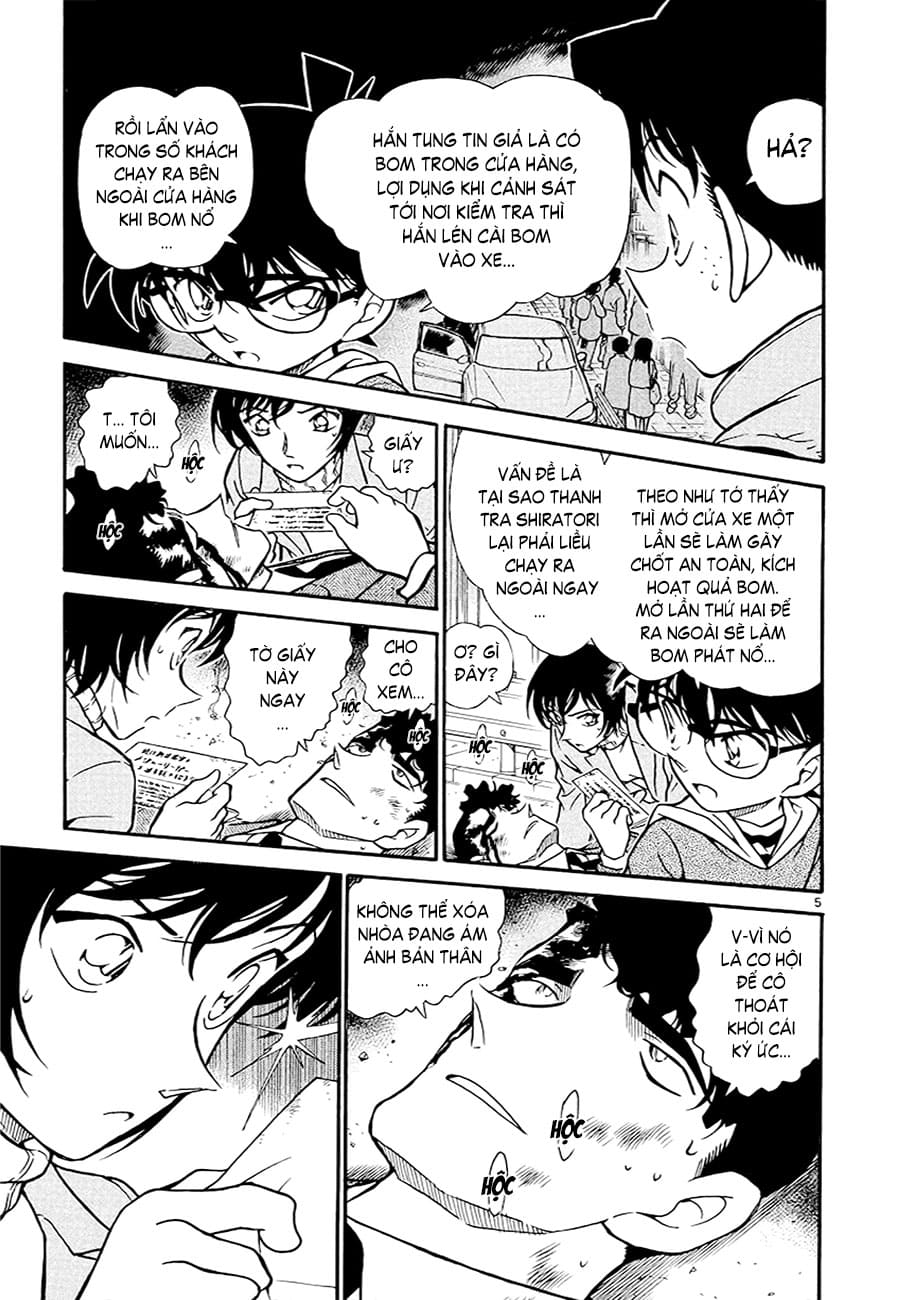 HẢ?
HẮN TUNG TIN GIẢ LÀ CÓ
BOM TRONG CỬA HÀNG,
LỢI DỤNG KHI CẢNH SÁT
TỚI NƠI KIỂM TRA THÌ
HẮN LÉN CÀI BOM
VÀO XE...
RỒI LẨN VÀO
TRONG SỐ KHÁCH
CHẠY RA BÊN
NGOÀI CỬA HÀNG
KHI BOM NỔ
...
THEO NHƯ TỚ THẤY
THÌ MỞ CỬA XE MỘT
LẦN SẼ LÀM GÃY
CHỐT AN TOÀN, KÍCH
HOẠT QUẢ BOM.
MỞ LẦN THỨ HAI ĐỂ
RA NGOÀI SẼ LÀM
BOM PHÁT NỔ...
VẤN ĐỀ LÀ
TẠI SAO THANH
TRA SHIRATORI
LẠI PHẢI LIỀU
CHẠY RA
NGOÀI NGAY
...
Ơ? GÌ
ĐÂY?
HỘC
HỘC
GIẤY
Ư?
T... TÔI
MUỐN...
HỘC
HỘC
CHO
CÔ
XEM...
HỘC
HỘC
TỜ GIẤY
NÀY
NGAY
...
5
V-VÌ NÓ
LÀ CƠ HỘI
ĐỂ CÔ
THOÁT
KHỎI CÁI
KÝ ỨC...
KHÔNG THỂ XÓA
NHÒA ĐANG ÁM
ẢNH BẢN THÂN
HỘC
HỘC